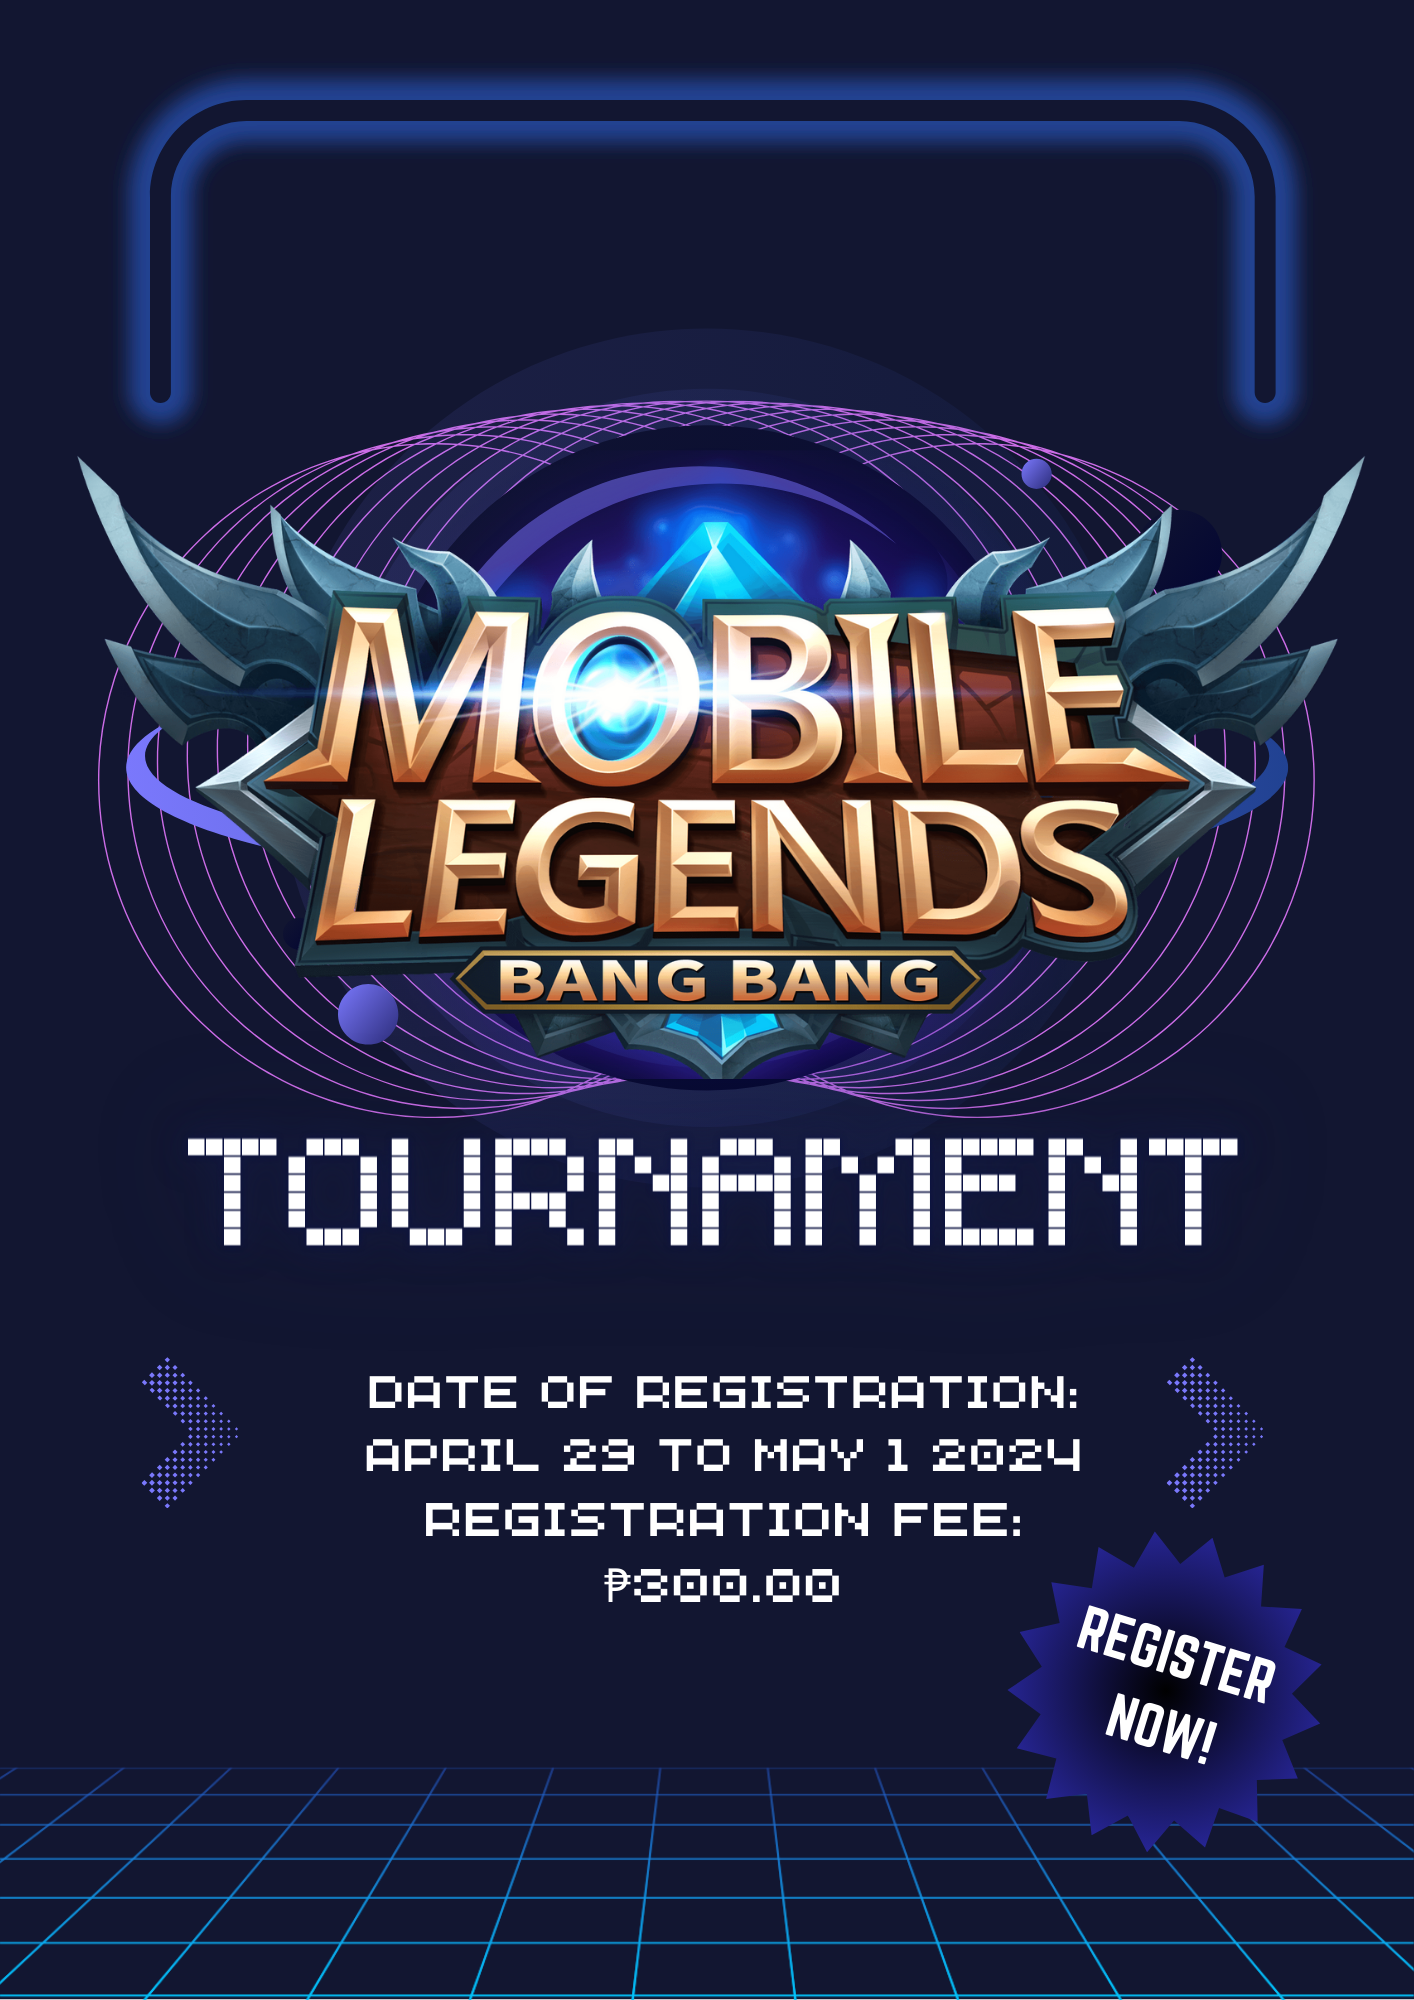 MOBILE
LEGENDS
BANG BANG
TOURNAMENT
DATE OF REGISTRATION:
APRIL 29 TO MAY 1 2024
REGISTRATION FEE:
₱300.00
REGISTER
NOW!